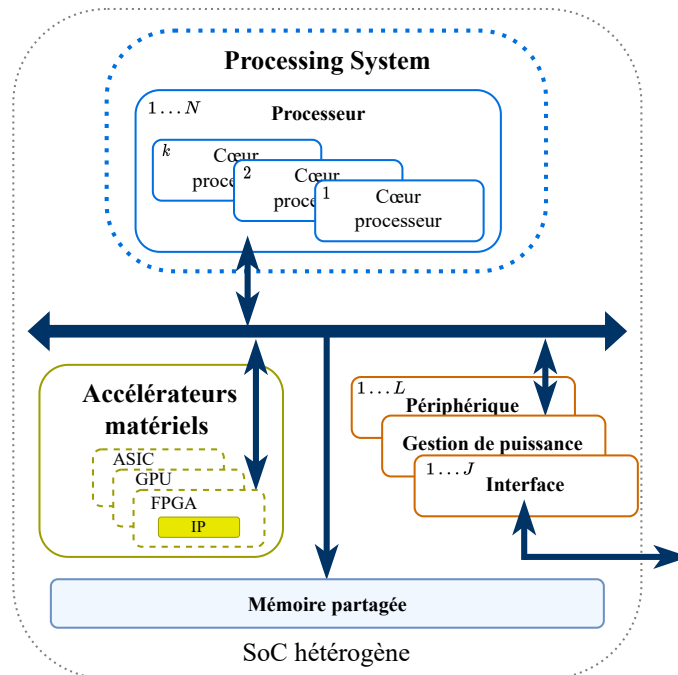 Processing System
1...N
Processeur
k
Cœur
proce
2
Cœur
proce
1
Cœur
processeur
Accélérateurs
matériels
ASIC
GPU
FPGA
IP
1...L
Périphérique
Gestion de puissance
1...J
Interface
Mémoire partagée
SoC hétérogène